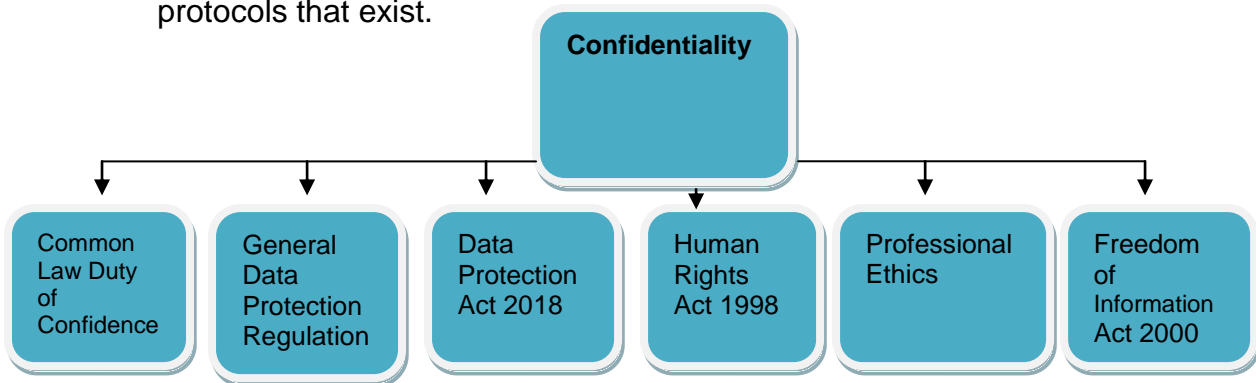 protocols that exist.
Confidentiality
Common
Law Duty
of
Confidence
General
Data
Protection
Regulation
Data
Protection
Act 2018
Human
Rights
Act 1998
Professional
Ethics
Freedom
of
Information
Act 2000